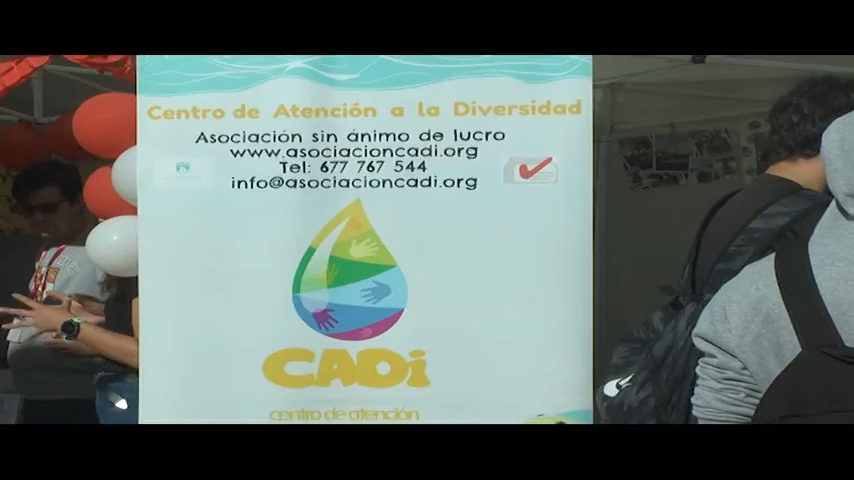 Centro de Atención a la Diversidad
Asociación sin ánimo de lucro
www.asociacioncadi.org
Tel: 677 767 544
info@asociacioncadi.org
CADi
centro de atención